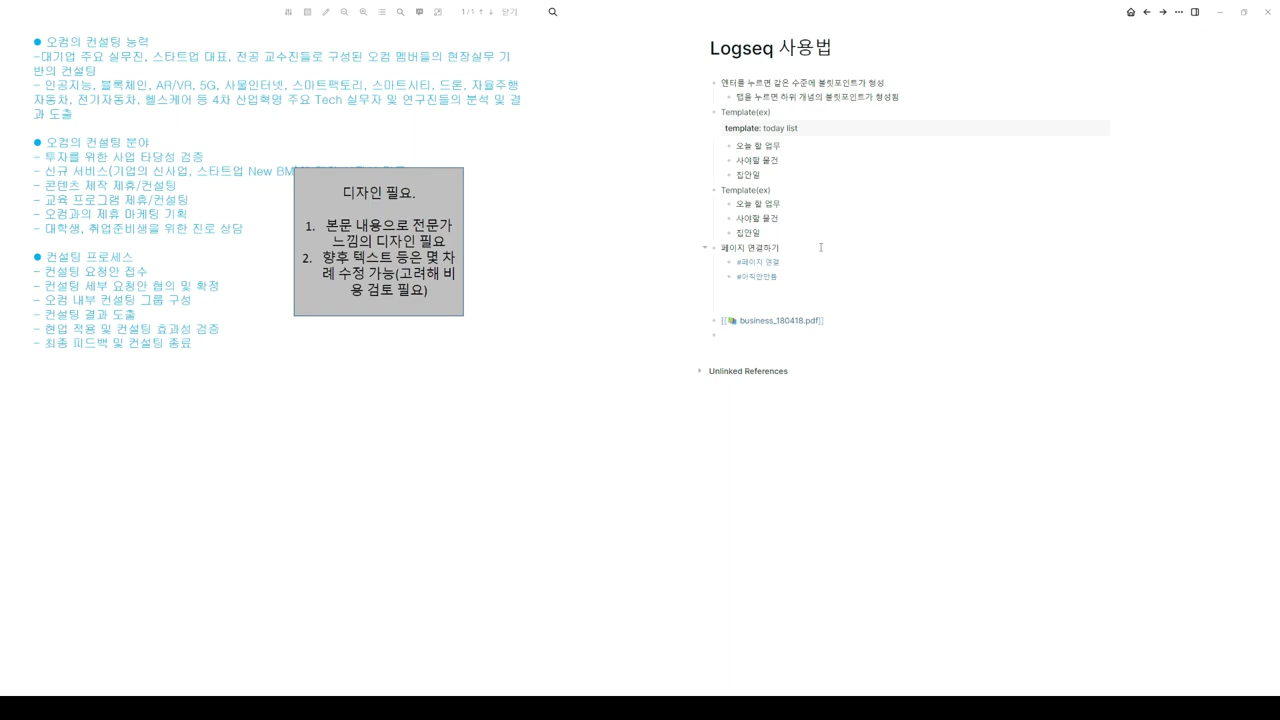 1 / 1 ↑ ↓ 닫기
● 오컴의 컨설팅 능력
-대기업 주요 실무진, 스타트업 대표, 전공 교수진들로 구성된 오컴 멤버들의 현장실무 기
반의 컨설팅
- 인공지능, 블록체인, AR/VR, 5G, 사물인터넷, 스마트팩토리, 스마트시티, 드론, 자율주행
자동차, 전기자동차, 헬스케어 등 4차 산업혁명 주요 Tech 실무자 및 연구진들의 분석 및 결
과 도출
● 오컴의 컨설팅 분야
- 투자를 위한 사업 타당성 검증
- 신규 서비스(기업의 신사업, 스타트업 New BM
- 콘텐츠 제작 제휴/컨설팅
- 교육 프로그램 제휴/컨설팅
- 오컴과의 제휴 마케팅 기획
- 대학생, 취업준비생을 위한 진로 상담
● 컨설팅 프로세스
- 컨설팅 요청안 접수
- 컨설팅 세부 요청안 협의 및 확정
- 오컴 내부 컨설팅 그룹 구성
- 컨설팅 결과 도출
- 현업 적용 및 컨설팅 효과성 검증
- 최종 피드백 및 컨설팅 종료
디자인 필요.
1. 본문 내용으로 전문가
느낌의 디자인 필요
2. 향후 텍스트 등은 몇 차
례 수정 가능(고려해 비
용 검토 필요)
Logseq 사용법
엔터를 누르면 같은 수준에 불릿포인트가 형성
탭을 누르면 하위 개념의 불릿포인트가 형성됨
Template(ex)
template: today list
오늘 할 업무
사야할 물건
집안일
Template(ex)
오늘 할 업무
사야할 물건
집안일
페이지 연결하기
#페이지 연결
#아직안만듬
[[business_180418.pdf]]
Unlinked References